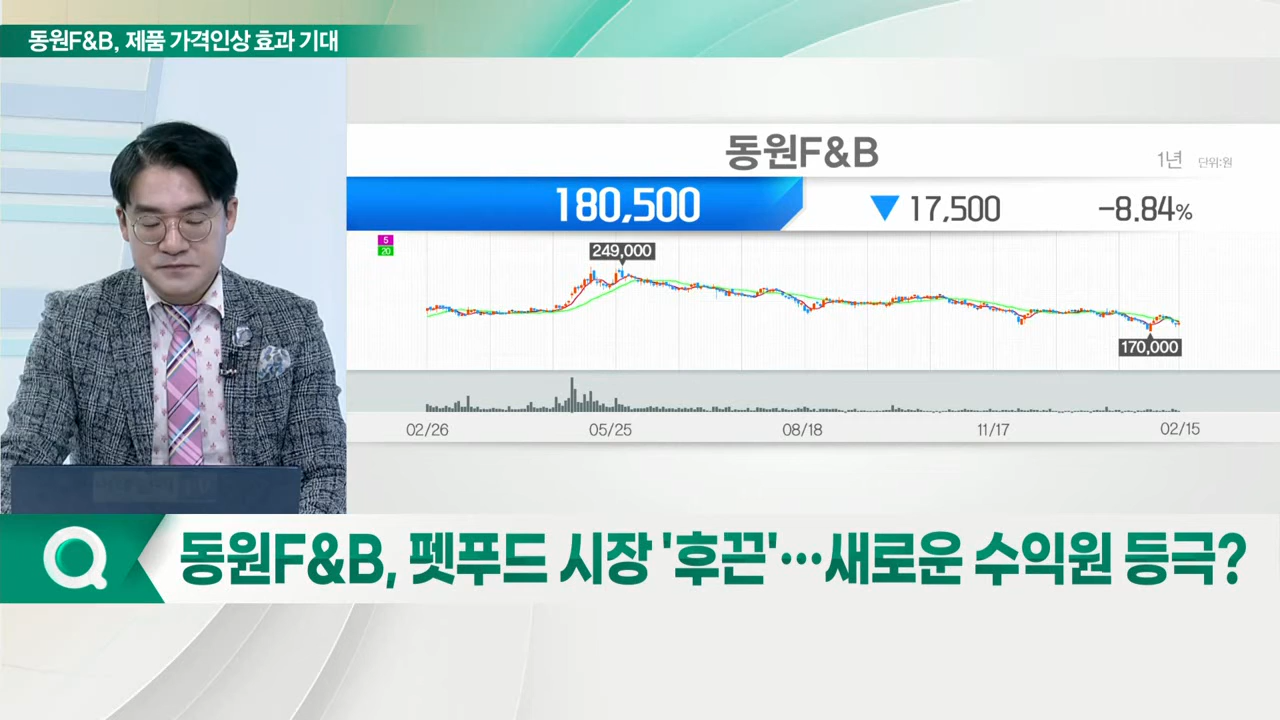 동원F&B, 제품 가격인상 효과 기대
동원F&B
1년 단위:원
180,500 ▼ 17,500 -8.84%
5
20
249,000
170,000
02/26 05/25 08/18 11/17 02/15
동원F&B, 펫푸드 시장 '후끈'…새로운 수익원 등극?